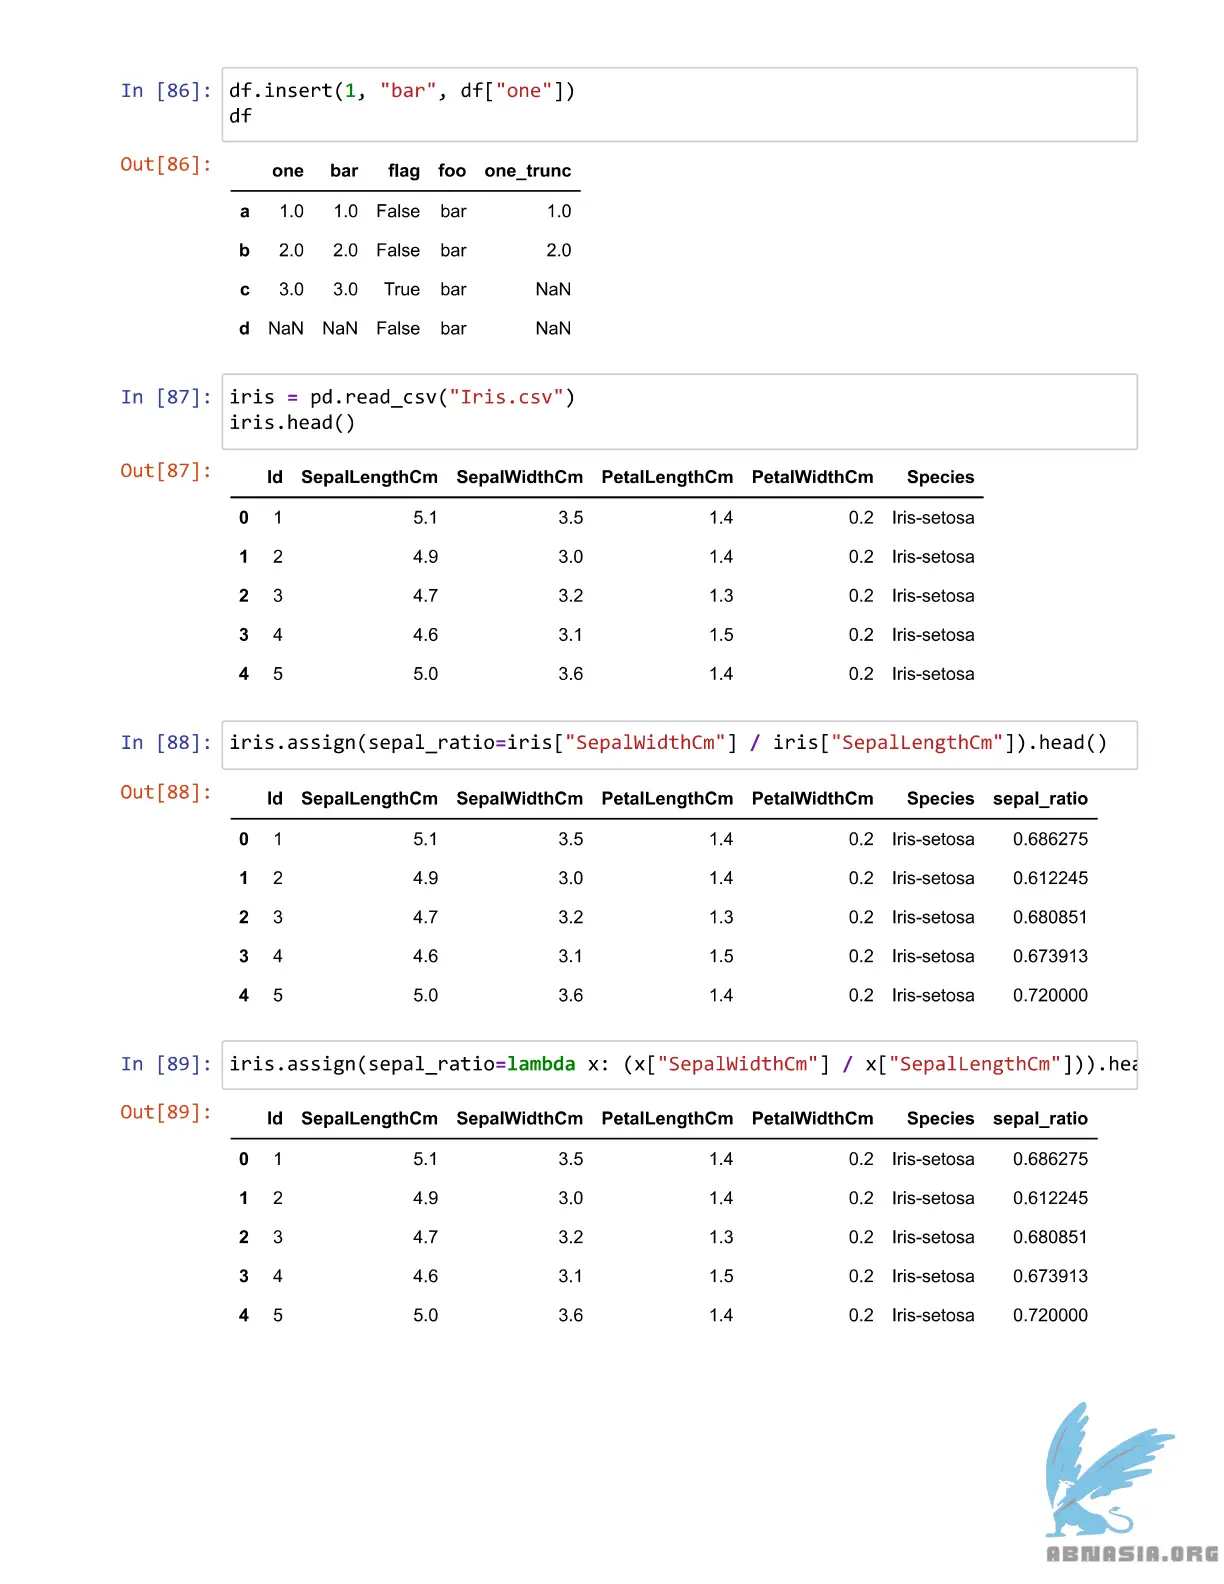 In [86]: df.insert(1, "bar", df["one"])
df
Out[86]:
one bar flag foo one_trunc
a 1.0 1.0 False bar 1.0
b 2.0 2.0 False bar 2.0
c 3.0 3.0 True bar NaN
d NaN NaN False bar NaN
In [87]: iris = pd.read_csv("Iris.csv")
iris.head()
Out[87]:
Id SepalLengthCm SepalWidthCm PetalLengthCm PetalWidthCm Species
0 1 5.1 3.5 1.4 0.2 Iris-setosa
1 2 4.9 3.0 1.4 0.2 Iris-setosa
2 3 4.7 3.2 1.3 0.2 Iris-setosa
3 4 4.6 3.1 1.5 0.2 Iris-setosa
4 5 5.0 3.6 1.4 0.2 Iris-setosa
In [88]: iris.assign(sepal_ratio=iris["SepalWidthCm"] / iris["SepalLengthCm"]).head()
Out[88]:
Id SepalLengthCm SepalWidthCm PetalLengthCm PetalWidthCm Species sepal_ratio
0 1 5.1 3.5 1.4 0.2 Iris-setosa 0.686275
1 2 4.9 3.0 1.4 0.2 Iris-setosa 0.612245
2 3 4.7 3.2 1.3 0.2 Iris-setosa 0.680851
3 4 4.6 3.1 1.5 0.2 Iris-setosa 0.673913
4 5 5.0 3.6 1.4 0.2 Iris-setosa 0.720000
In [89]: iris.assign(sepal_ratio=lambda x: (x["SepalWidthCm"] / x["SepalLengthCm"])).hea
Out[89]:
Id SepalLengthCm SepalWidthCm PetalLengthCm PetalWidthCm Species sepal_ratio
0 1 5.1 3.5 1.4 0.2 Iris-setosa 0.686275
1 2 4.9 3.0 1.4 0.2 Iris-setosa 0.612245
2 3 4.7 3.2 1.3 0.2 Iris-setosa 0.680851
3 4 4.6 3.1 1.5 0.2 Iris-setosa 0.673913
4 5 5.0 3.6 1.4 0.2 Iris-setosa 0.720000
ABNASIA.ORG